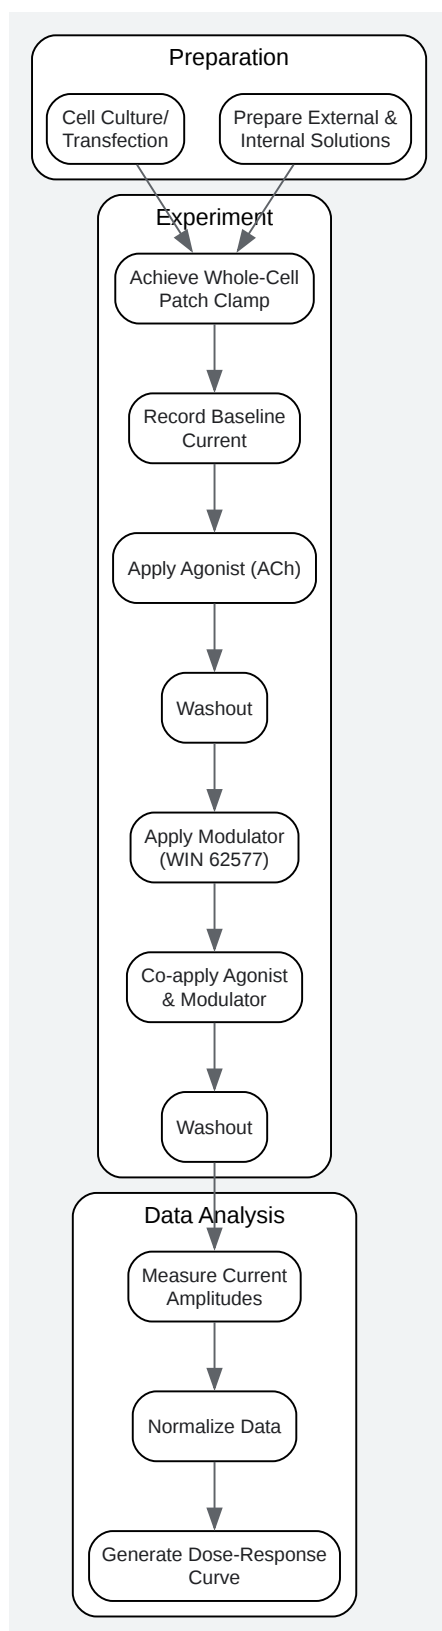 Preparation
Cell Culture/
Transfection
Prepare External &
Internal Solutions
Experiment
Achieve Whole-Cell
Patch Clamp
Record Baseline
Current
Apply Agonist (ACh)
Washout
Apply Modulator
(WIN 62577)
Co-apply Agonist
& Modulator
Washout
Data Analysis
Measure Current
Amplitudes
Normalize Data
Generate Dose-Response
Curve